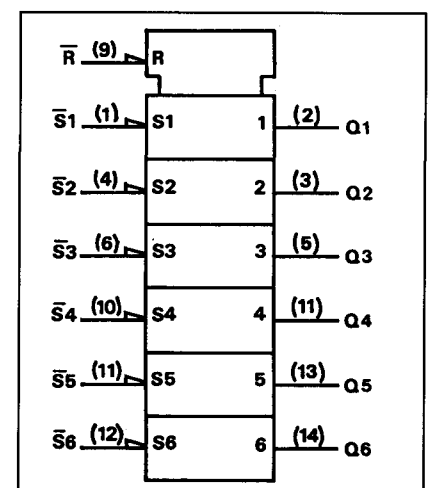 R̅ (9) R
S̅1 (1) S1 1 (2) Q1
S̅2 (4) S2 2 (3) Q2
S̅3 (6) S3 3 (5) Q3
S̅4 (10) S4 4 (11) Q4
S̅5 (11) S5 5 (13) Q5
S̅6 (12) S6 6 (14) Q6